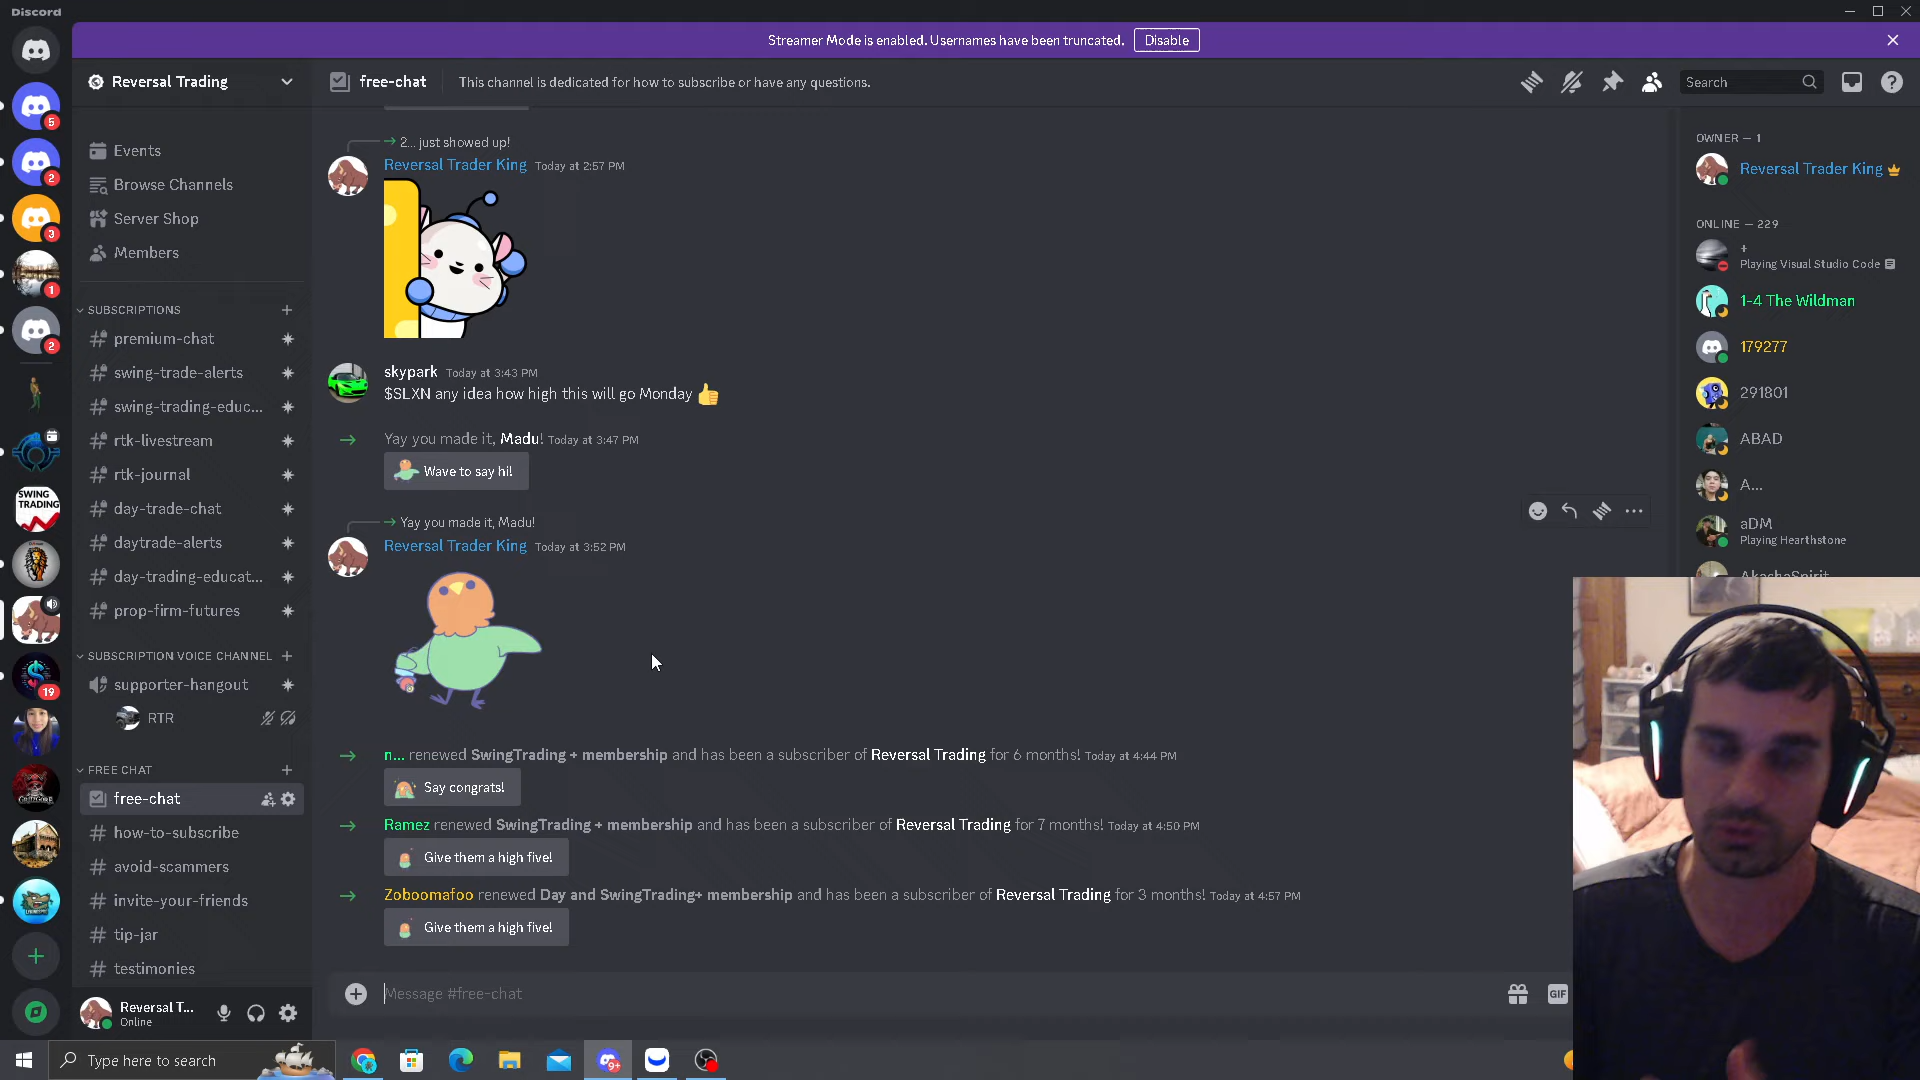 Discord
Streamer Mode is enabled. Usernames have been truncated.
Disable
Reversal Trading
free-chat
This channel is dedicated for how to subscribe or have any questions.
Search
Events
Browse Channels
Server Shop
Members
SUBSCRIPTIONS
premium-chat
swing-trade-alerts
swing-trading-educ...
rtk-livestream
rtk-journal
day-trade-chat
daytrade-alerts
day-trading-educat...
prop-firm-futures
SUBSCRIPTION VOICE CHANNEL
supporter-hangout
RTR
FREE CHAT
free-chat
how-to-subscribe
avoid-scammers
invite-your-friends
tip-jar
testimonies
Reversal T...
Online
5
2
3
1
2
SWING
TRADING
19
2... just showed up!
Reversal Trader King Today at 2:57 PM
skypark Today at 3:43 PM
$SLXN any idea how high this will go Monday
Yay you made it, Madu! Today at 3:47 PM
Wave to say hi!
Yay you made it, Madu!
Reversal Trader King Today at 3:52 PM
n... renewed SwingTrading + membership and has been a subscriber of Reversal Trading for 6 months! Today at 4:44 PM
Say congrats!
Ramez renewed SwingTrading + membership and has been a subscriber of Reversal Trading for 7 months! Today at 4:50 PM
Give them a high five!
Zoboomafoo renewed Day and SwingTrading+ membership and has been a subscriber of Reversal Trading for 3 months! Today at 4:57 PM
Give them a high five!
Message #free-chat
GIF
OWNER — 1
Reversal Trader King
ONLINE — 229
+
Playing Visual Studio Code
1-4 The Wildman
179277
291801
ABAD
A...
aDM
Playing Hearthstone
Type here to search
9+